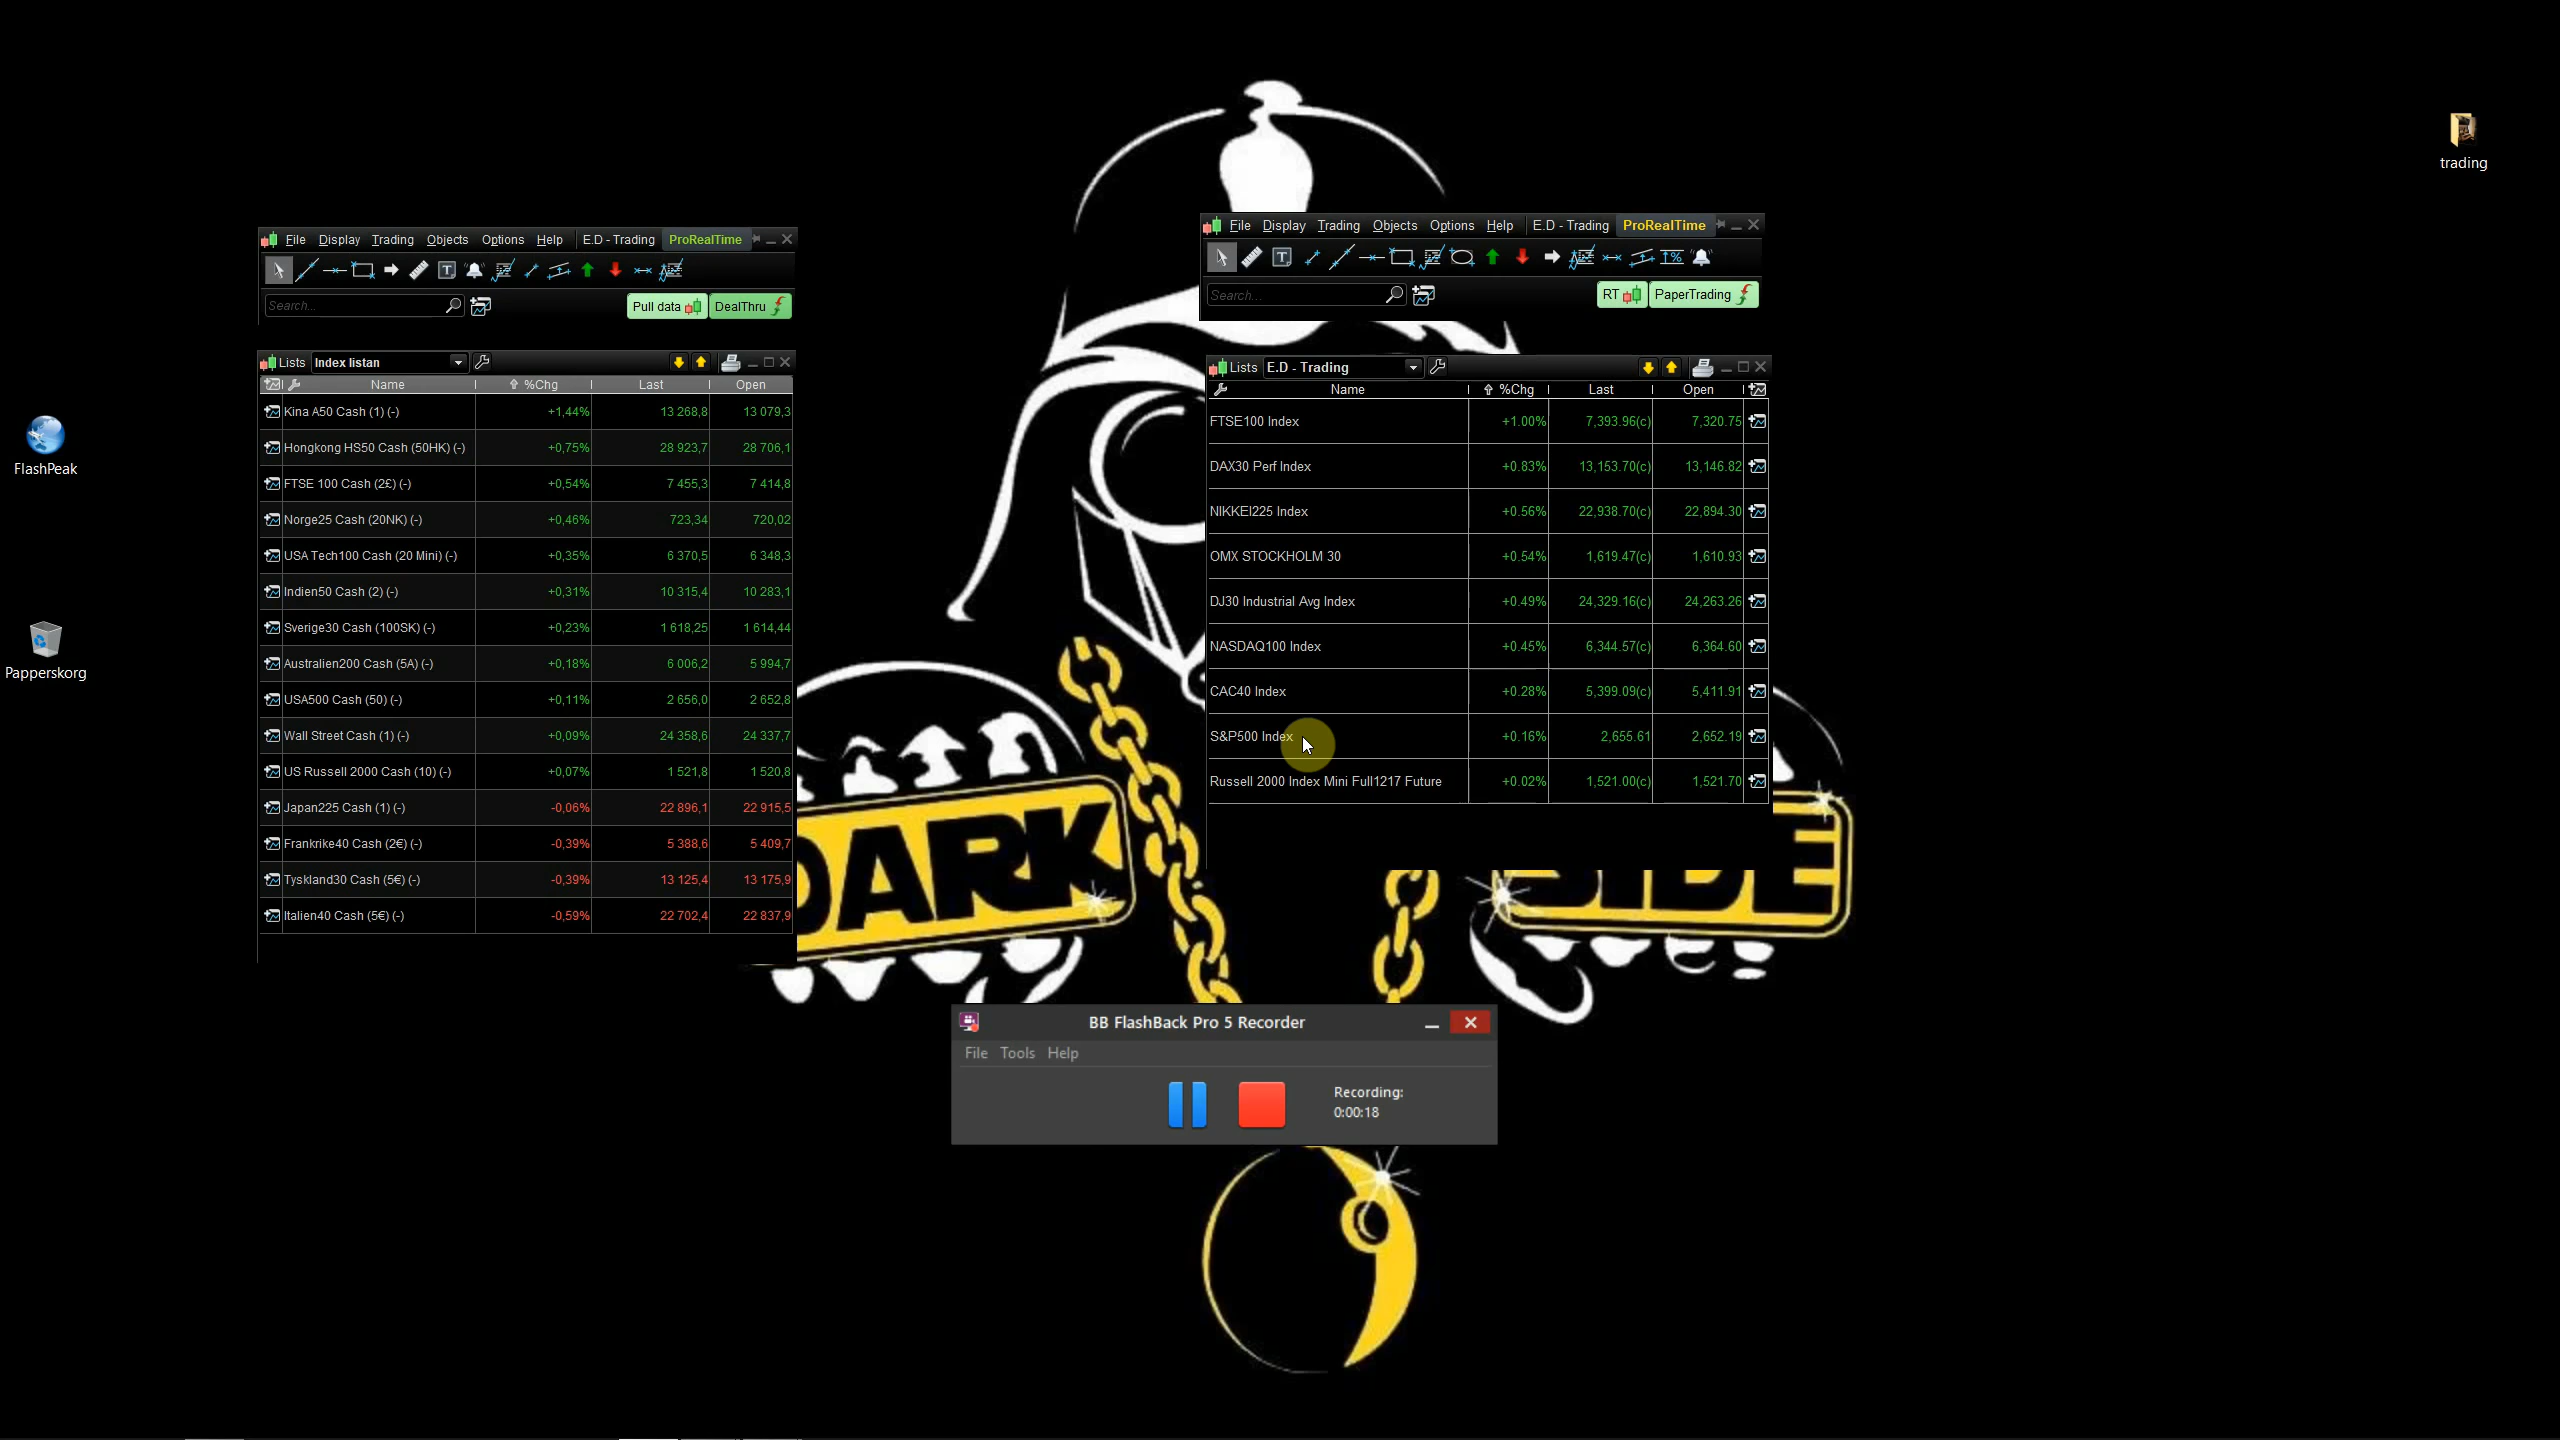 trading
FlashPeak
Papperskorg
File Display Trading Objects Options Help E.D - Trading ProRealTime
Search... Pull data DealThru
Lists Index listan
Name %Chg Last Open
Kina A50 Cash (1) (-) +1,44% 13 268,8 13 079,3
Hongkong HS50 Cash (50HK) (-) +0,75% 28 923,7 28 706,1
FTSE 100 Cash (2£) (-) +0,54% 7 455,3 7 414,8
Norge25 Cash (20NK) (-) +0,46% 723,34 720,02
USA Tech100 Cash (20 Mini) (-) +0,35% 6 370,5 6 348,3
Indien50 Cash (2) (-) +0,31% 10 315,4 10 283,1
Sverige30 Cash (100SK) (-) +0,23% 1 618,25 1 614,44
Australien200 Cash (5A) (-) +0,18% 6 006,2 5 994,7
USA500 Cash (50) (-) +0,11% 2 656,0 2 652,8
Wall Street Cash (1) (-) +0,09% 24 358,6 24 337,7
US Russell 2000 Cash (10) (-) +0,07% 1 521,8 1 520,8
Japan225 Cash (1) (-) -0,06% 22 896,1 22 915,5
Frankrike40 Cash (2€) (-) -0,39% 5 388,6 5 409,7
Tyskland30 Cash (5€) (-) -0,39% 13 125,4 13 175,9
Italien40 Cash (5€) (-) -0,59% 22 702,4 22 837,9
File Display Trading Objects Options Help E.D - Trading ProRealTime
Search... RT PaperTrading
Lists E.D - Trading
Name %Chg Last Open
FTSE100 Index +1.00% 7,393.96(c) 7,320.75
DAX30 Perf Index +0.83% 13,153.70(c) 13,146.82
NIKKEI225 Index +0.56% 22,938.70(c) 22,894.30
OMX STOCKHOLM 30 +0.54% 1,619.47(c) 1,610.93
DJ30 Industrial Avg Index +0.49% 24,329.16(c) 24,263.26
NASDAQ100 Index +0.45% 6,344.57(c) 6,364.60
CAC40 Index +0.28% 5,399.09(c) 5,411.91
S&P500 Index +0.16% 2,655.61 2,652.19
Russell 2000 Index Mini Full1217 Future +0.02% 1,521.00(c) 1,521.70
DARK SIDE
BB FlashBack Pro 5 Recorder
File Tools Help
Recording:
0:00:18